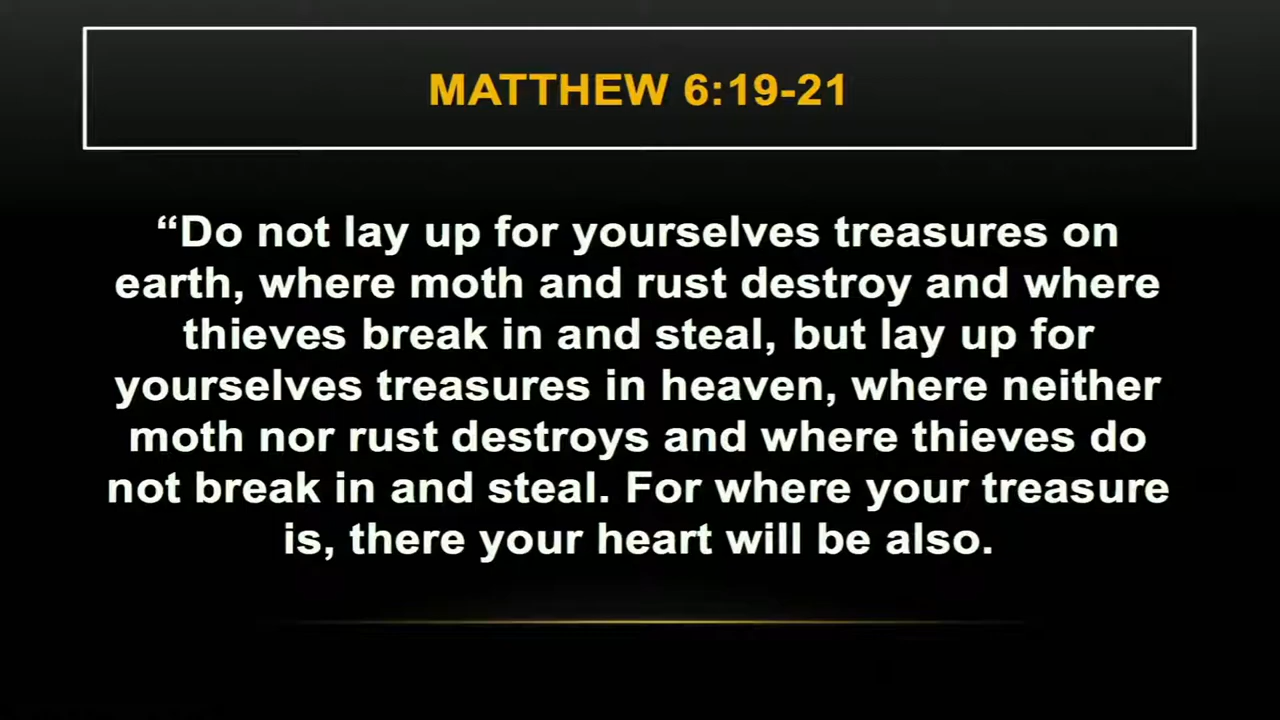 MATTHEW 6:19-21
“Do not lay up for yourselves treasures on
earth, where moth and rust destroy and where
thieves break in and steal, but lay up for
yourselves treasures in heaven, where neither
moth nor rust destroys and where thieves do
not break in and steal. For where your treasure
is, there your heart will be also.